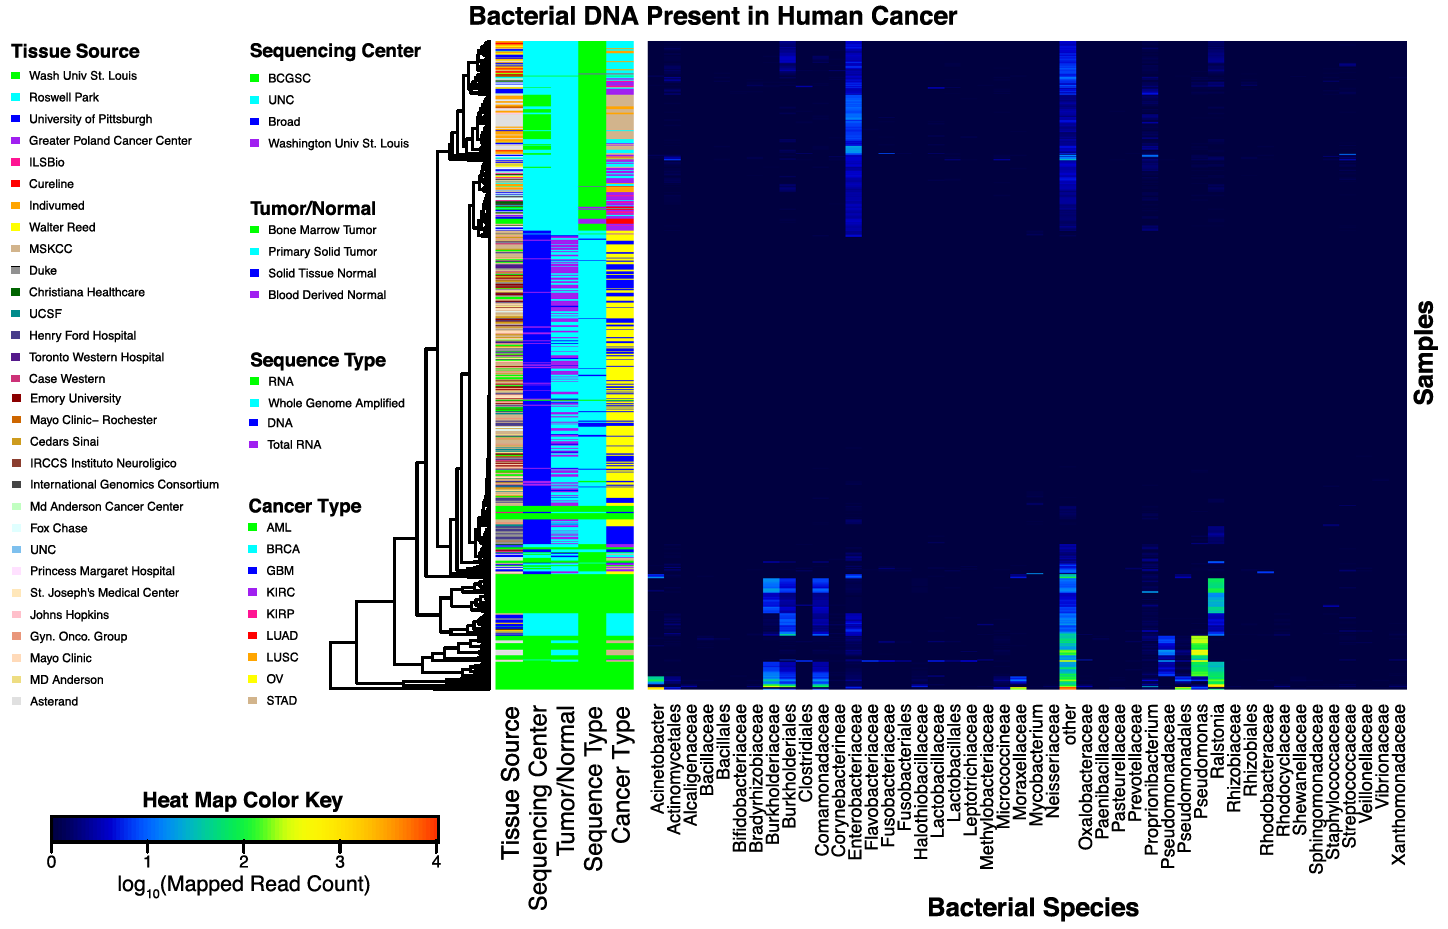 Bacterial DNA Present in Human Cancer
Tissue Source
Wash Univ St. Louis
Roswell Park
University of Pittsburgh
Greater Poland Cancer Center
ILSBio
Cureline
Indivumed
Walter Reed
MSKCC
Duke
Christiana Healthcare
UCSF
Henry Ford Hospital
Toronto Western Hospital
Case Western
Emory University
Mayo Clinic– Rochester
Cedars Sinai
IRCCS Instituto Neuroligico
International Genomics Consortium
Md Anderson Cancer Center
Fox Chase
UNC
Princess Margaret Hospital
St. Joseph's Medical Center
Johns Hopkins
Gyn. Onco. Group
Mayo Clinic
MD Anderson
Asterand
Sequencing Center
BCGSC
UNC
Broad
Washington Univ St. Louis
Tumor/Normal
Bone Marrow Tumor
Primary Solid Tumor
Solid Tissue Normal
Blood Derived Normal
Sequence Type
RNA
Whole Genome Amplified
DNA
Total RNA
Cancer Type
AML
BRCA
GBM
KIRC
KIRP
LUAD
LUSC
OV
STAD
Samples
Tissue Source
Sequencing Center
Tumor/Normal
Sequence Type
Cancer Type
Acinetobacter
Actinomycetales
Alcaligenaceae
Bacillaceae
Bacillales
Bifidobacteriaceae
Bradyrhizobiaceae
Burkholderiaceae
Burkholderiales
Clostridiales
Comamonadaceae
Corynebacterineae
Enterobacteriaceae
Flavobacteriaceae
Fusobacteriaceae
Fusobacteriales
Halothiobacillaceae
Lactobacillaceae
Lactobacillales
Leptotrichiaceae
Methylobacteriaceae
Micrococcineae
Moraxellaceae
Mycobacterium
Neisseriaceae
other
Oxalobacteraceae
Paenibacillaceae
Pasteurellaceae
Prevotellaceae
Propionibacterium
Pseudomonadaceae
Pseudomonadales
Pseudomonas
Ralstonia
Rhizobiaceae
Rhizobiales
Rhodobacteraceae
Rhodocyclaceae
Shewanellaceae
Sphingomonadaceae
Staphylococcaceae
Streptococcaceae
Veillonellaceae
Vibrionaceae
Xanthomonadaceae
Bacterial Species
Heat Map Color Key
0 1 2 3 4
log10(Mapped Read Count)